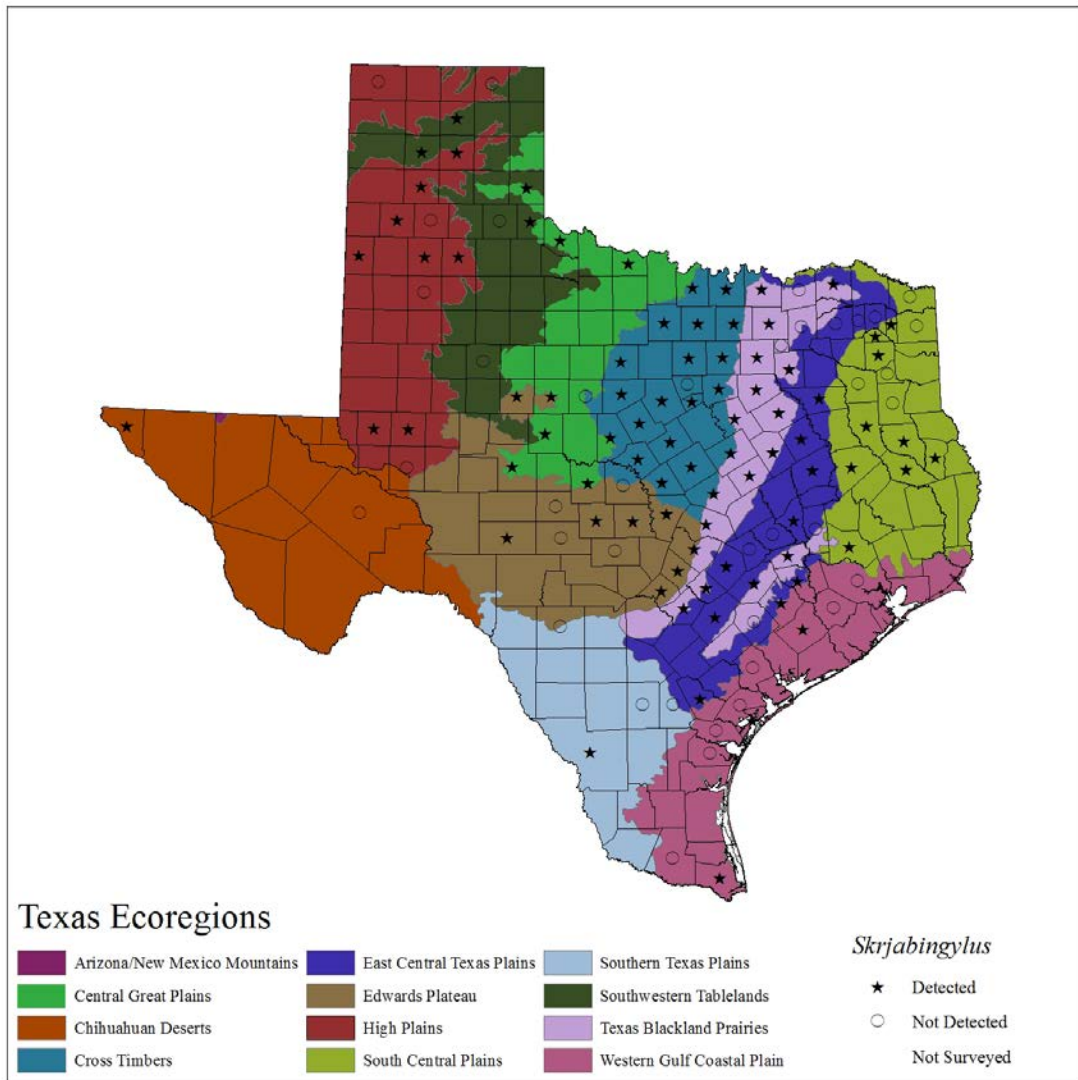 Texas Ecoregions
Arizona/New Mexico Mountains
Central Great Plains
Chihuahuan Deserts
Cross Timbers
East Central Texas Plains
Edwards Plateau
High Plains
South Central Plains
Southern Texas Plains
Southwestern Tablelands
Texas Blackland Prairies
Western Gulf Coastal Plain
Skrjabingylus
Detected
Not Detected
Not Surveyed